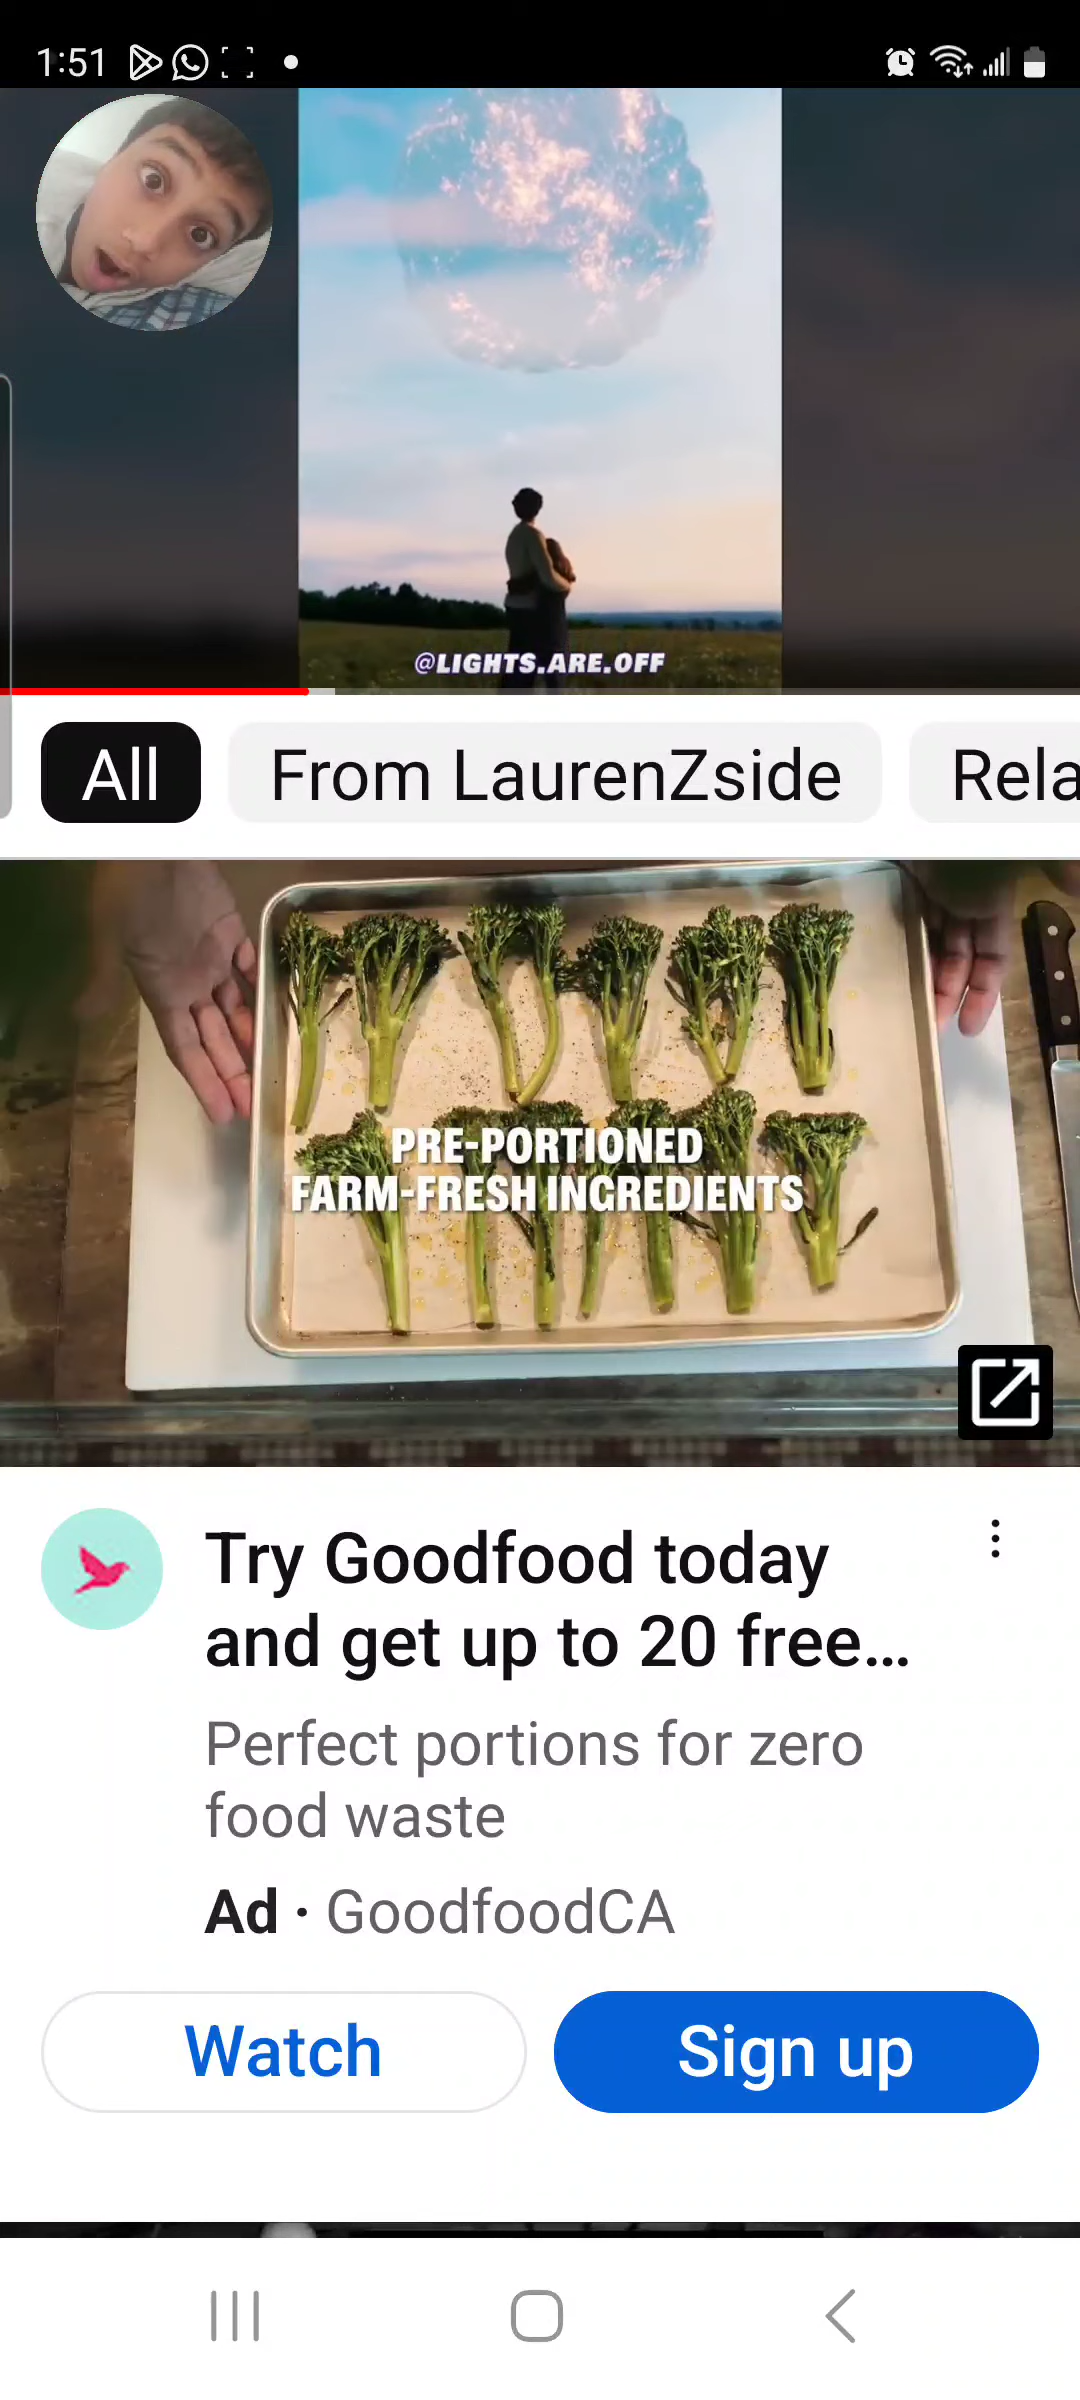 1:51
@LIGHTS.ARE.OFF
All
From LaurenZside
Rela
PRE-PORTIONED
FARM-FRESH INGREDIENTS
Try Goodfood today
and get up to 20 free...
Perfect portions for zero
food waste
Ad · GoodfoodCA
Watch
Sign up